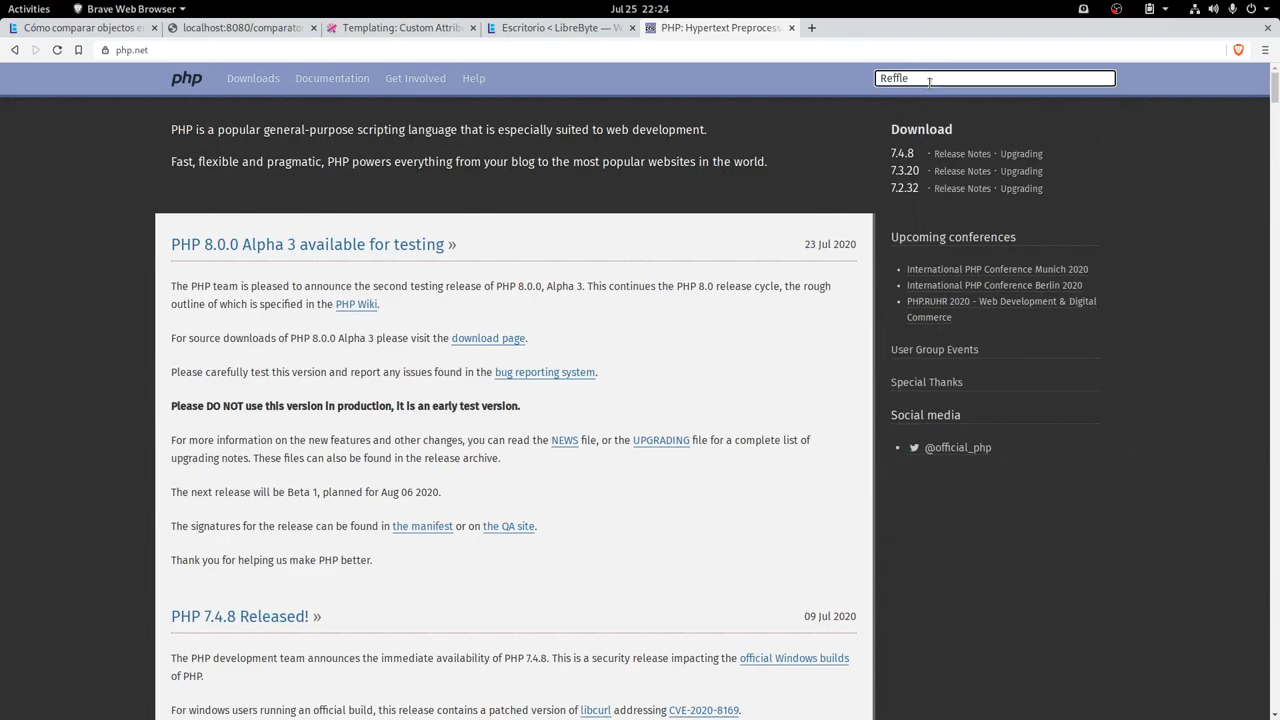 Activities
Brave Web Browser
Jul 25 22:24
Cómo comparar objetos e
localhost:8080/comparato
Templating: Custom Attrib
Escritorio < LibreByte — W
PHP: Hypertext Preprocess
php.net
php
Downloads
Documentation
Get Involved
Help
Reffle
PHP is a popular general-purpose scripting language that is especially suited to web development.
Fast, flexible and pragmatic, PHP powers everything from your blog to the most popular websites in the world.
PHP 8.0.0 Alpha 3 available for testing »
23 Jul 2020
The PHP team is pleased to announce the second testing release of PHP 8.0.0, Alpha 3. This continues the PHP 8.0 release cycle, the rough
outline of which is specified in the PHP Wiki.
For source downloads of PHP 8.0.0 Alpha 3 please visit the download page.
Please carefully test this version and report any issues found in the bug reporting system.
Please DO NOT use this version in production, it is an early test version.
For more information on the new features and other changes, you can read the NEWS file, or the UPGRADING file for a complete list of
upgrading notes. These files can also be found in the release archive.
The next release will be Beta 1, planned for Aug 06 2020.
The signatures for the release can be found in the manifest or on the QA site.
Thank you for helping us make PHP better.
PHP 7.4.8 Released! »
09 Jul 2020
The PHP development team announces the immediate availability of PHP 7.4.8. This is a security release impacting the official Windows builds
of PHP.
For windows users running an official build, this release contains a patched version of libcurl addressing CVE-2020-8169.
Download
7.4.8 · Release Notes · Upgrading
7.3.20 · Release Notes · Upgrading
7.2.32 · Release Notes · Upgrading
Upcoming conferences
International PHP Conference Munich 2020
International PHP Conference Berlin 2020
PHP.RUHR 2020 - Web Development & Digital
Commerce
User Group Events
Special Thanks
Social media
@official_php